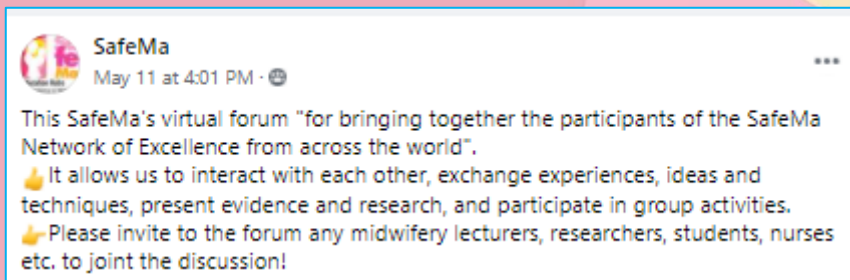 SafeMa
May 11 at 4:01 PM ·
This SafeMa's virtual forum "for bringing together the participants of the SafeMa
Network of Excellence from across the world".
👍It allows us to interact with each other, exchange experiences, ideas and
techniques, present evidence and research, and participate in group activities.
👉Please invite to the forum any midwifery lecturers, researchers, students, nurses
etc. to joint the discussion!